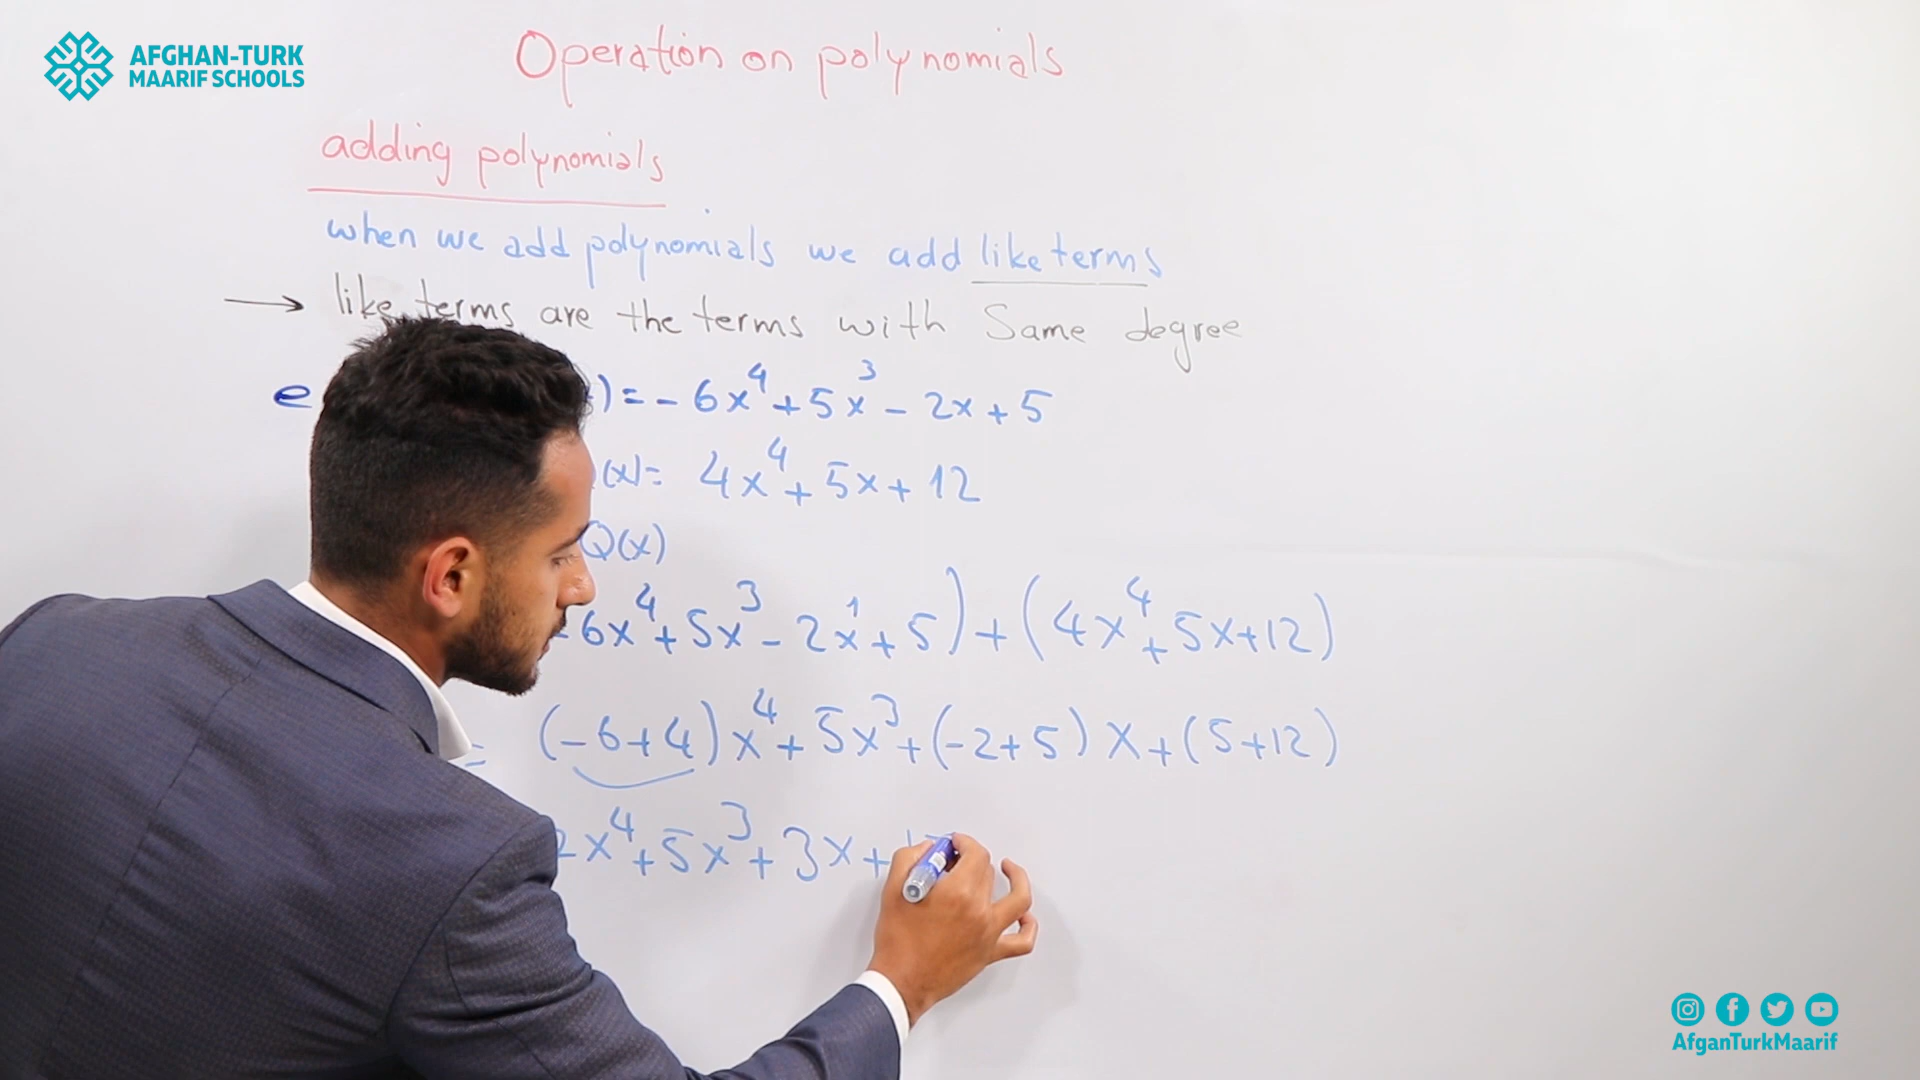 AFGHAN-TURK
MAARIF SCHOOLS
Operation on polynomials
adding polynomials
when we add polynomials we add like terms
→ like terms are the terms with Same degree
e ) = - 6x⁴ + 5x³ - 2x + 5
(x) = 4x⁴ + 5x + 12
Q(x)
- 6x⁴ + 5x³ - 2x¹ + 5) + (4x⁴ + 5x + 12)
= (-6+4)x⁴ + 5x³ + (-2+5)x + (5+12)
2x⁴ + 5x³ + 3x +
AfganTurkMaarif